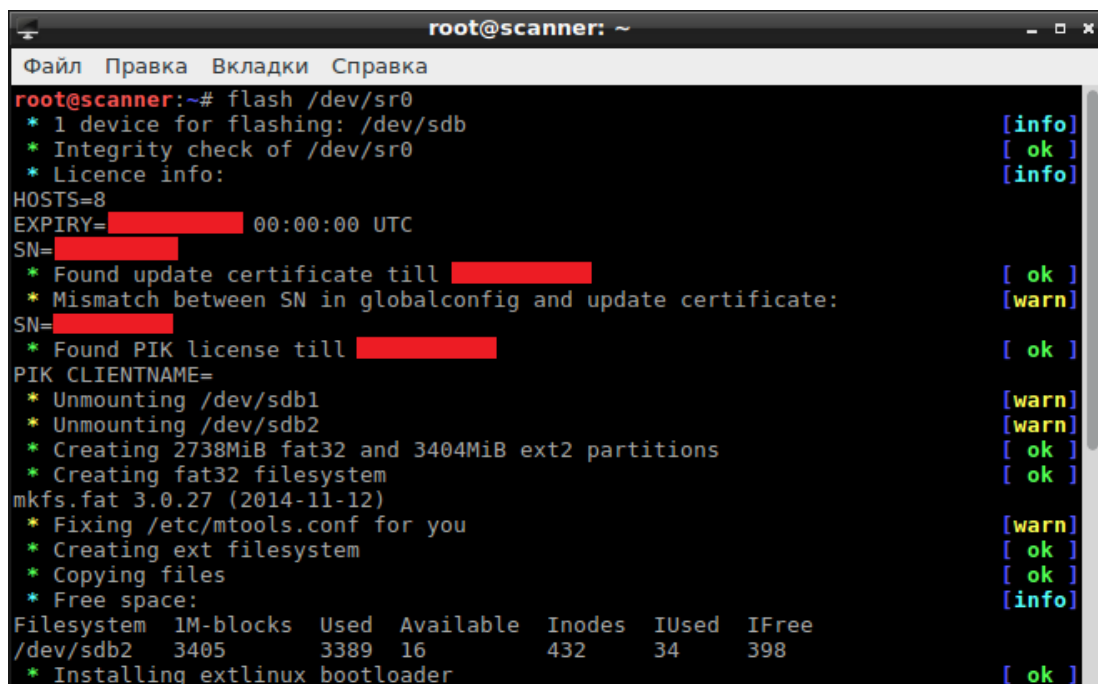 root@scanner: ~
Файл Правка Вкладки Справка
root@scanner:~# flash /dev/sr0
* 1 device for flashing: /dev/sdb [info]
* Integrity check of /dev/sr0 [ ok ]
* Licence info: [info]
HOSTS=8
EXPIRY= 00:00:00 UTC
SN=
* Found update certificate till [ ok ]
* Mismatch between SN in globalconfig and update certificate: [warn]
SN=
* Found PIK license till [ ok ]
PIK CLIENTNAME=
* Unmounting /dev/sdb1 [warn]
* Unmounting /dev/sdb2 [warn]
* Creating 2738MiB fat32 and 3404MiB ext2 partitions [ ok ]
* Creating fat32 filesystem [ ok ]
mkfs.fat 3.0.27 (2014-11-12)
* Fixing /etc/mtools.conf for you [warn]
* Creating ext filesystem [ ok ]
* Copying files [ ok ]
* Free space: [info]
Filesystem 1M-blocks Used Available Inodes IUsed IFree
/dev/sdb2 3405 3389 16 432 34 398
* Installing extlinux bootloader [ ok ]